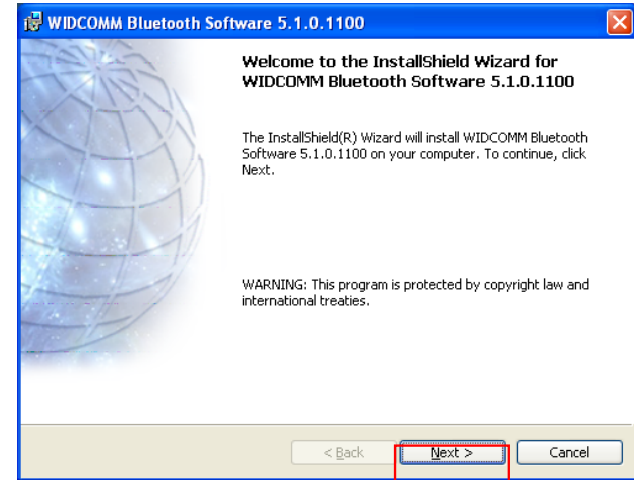 WIDCOMM Bluetooth Software 5.1.0.1100
Welcome to the InstallShield Wizard for
WIDCOMM Bluetooth Software 5.1.0.1100
The InstallShield(R) Wizard will install WIDCOMM Bluetooth
Software 5.1.0.1100 on your computer. To continue, click
Next.
WARNING: This program is protected by copyright law and
international treaties.
< Back Next > Cancel